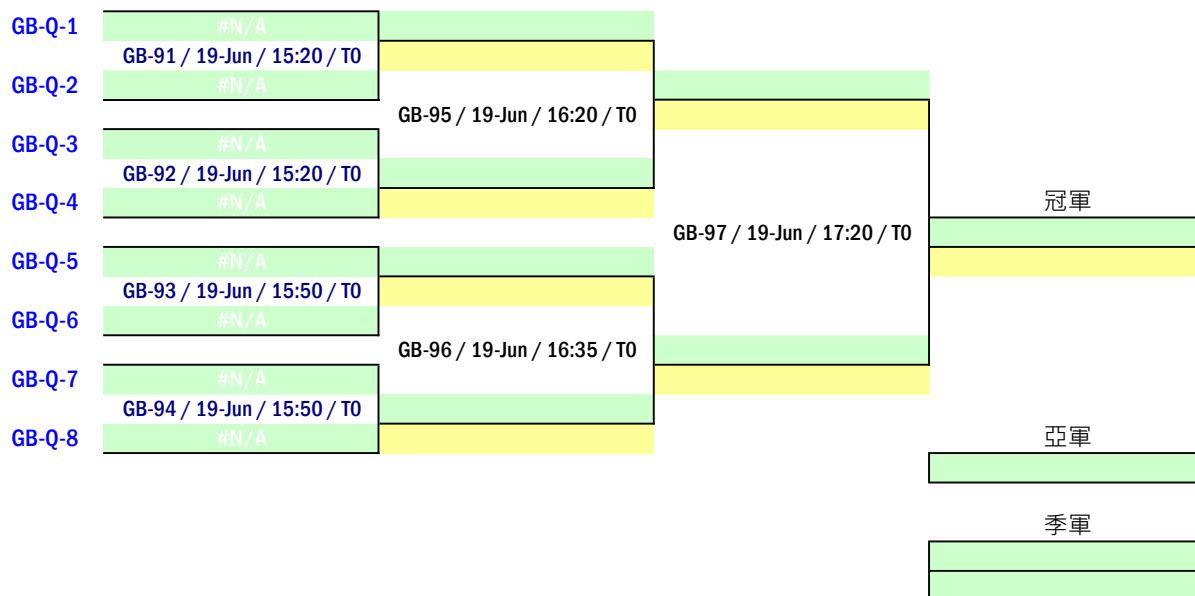 GB-Q-1
#N/A
GB-91 / 19-Jun / 15:20 / T0
GB-Q-2
#N/A
GB-95 / 19-Jun / 16:20 / T0
GB-Q-3
#N/A
GB-92 / 19-Jun / 15:20 / T0
GB-Q-4
#N/A
冠軍
GB-97 / 19-Jun / 17:20 / T0
GB-Q-5
#N/A
GB-93 / 19-Jun / 15:50 / T0
GB-Q-6
#N/A
GB-96 / 19-Jun / 16:35 / T0
GB-Q-7
#N/A
GB-94 / 19-Jun / 15:50 / T0
GB-Q-8
#N/A
亞軍
季軍